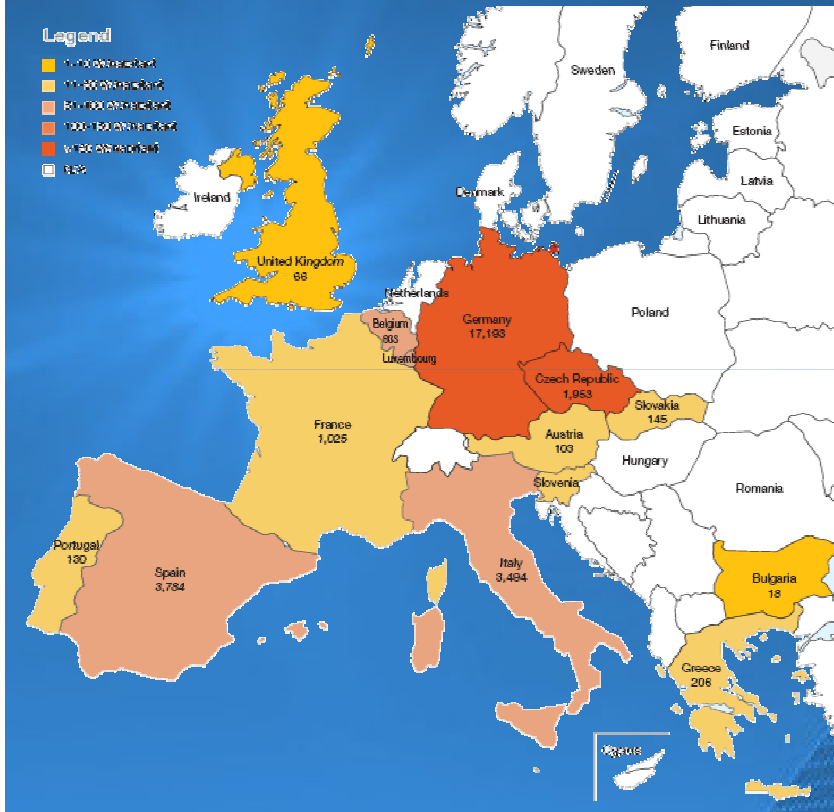 Legend
Finland
Sweden
Estonia
Latvia
Lithuania
Denmark
Ireland
United Kingdom
66
Netherlands
Poland
Belgium
803
Germany
17,193
Luxembourg
Czech Republic
1,953
Slovakia
145
France
1,025
Austria
103
Hungary
Slovenia
Romania
Portugal
130
Spain
3,784
Italy
3,494
Bulgaria
18
Greece
206
Cyprus